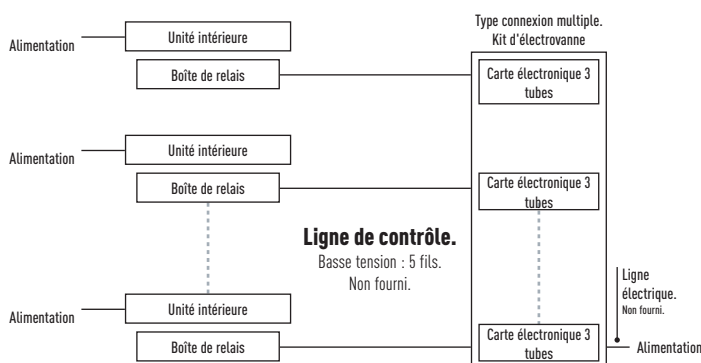 Type connexion multiple.
Kit d'électrovanne
Alimentation
Unité intérieure
Boîte de relais
Carte électronique 3
tubes
Alimentation
Unité intérieure
Boîte de relais
Carte électronique 3
tubes
Ligne de contrôle.
Basse tension : 5 fils.
Non fourni.
Ligne
électrique.
Non fourni.
Alimentation
Unité intérieure
Boîte de relais
Carte électronique 3
tubes
Alimentation